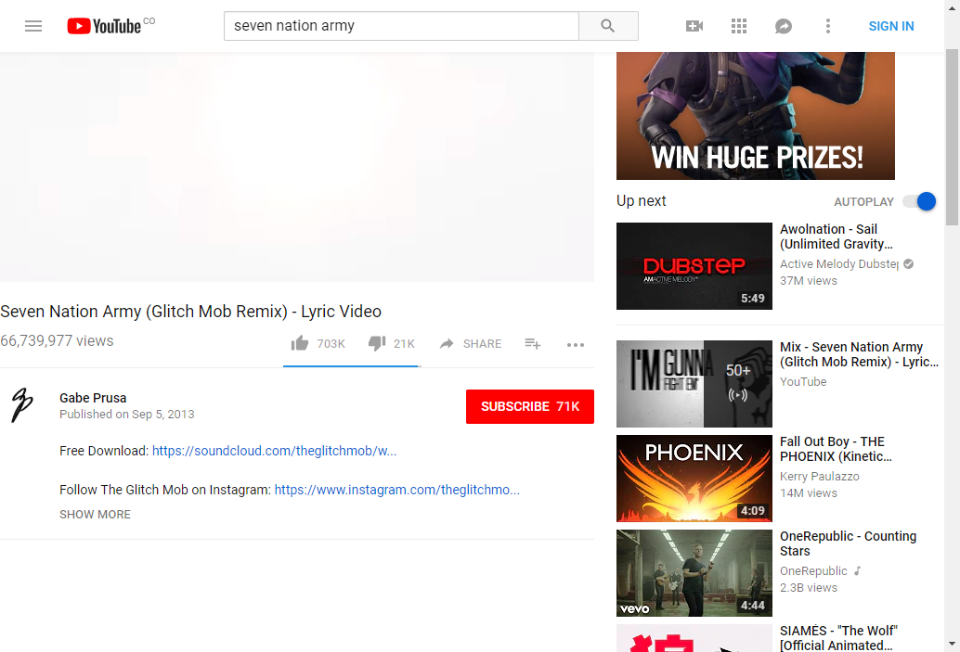 YouTube CO
seven nation army
SIGN IN
WIN HUGE PRIZES!
Up next
AUTOPLAY
DUBSTEP
AMACTIVE MELODY
5:49
Awolnation - Sail
(Unlimited Gravity...
Active Melody Dubstep
37M views
Seven Nation Army (Glitch Mob Remix) - Lyric Video
66,739,977 views
703K
21K
SHARE
Gabe Prusa
Published on Sep 5, 2013
SUBSCRIBE 71K
Free Download: https://soundcloud.com/theglitchmob/w...
Follow The Glitch Mob on Instagram: https://www.instagram.com/theglitchmo...
SHOW MORE
I'M GUNNA
FIGHT EM'
50+
Mix - Seven Nation Army
(Glitch Mob Remix) - Lyric...
YouTube
PHOENIX
4:09
Fall Out Boy - THE
PHOENIX (Kinetic...
Kerry Paulazzo
14M views
vevo
4:44
OneRepublic - Counting
Stars
OneRepublic
2.3B views
SIAMÉS - "The Wolf"
[Official Animated...